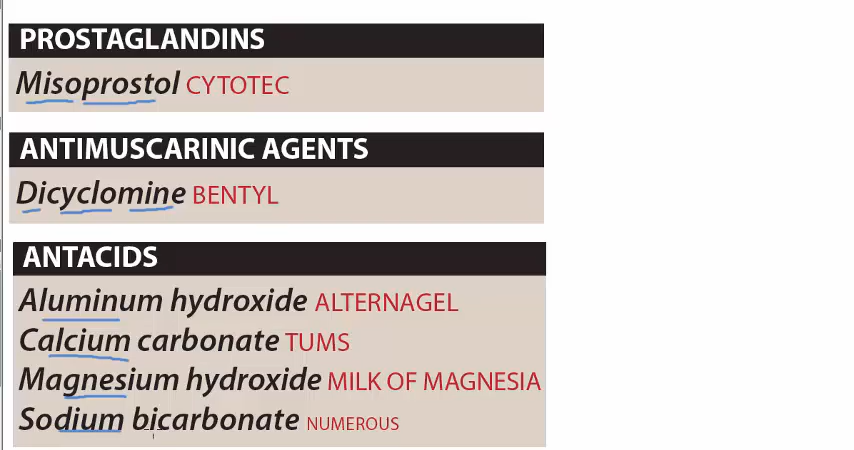 PROSTAGLANDINS
Misoprostol CYTOTEC
ANTIMUSCARINIC AGENTS
Dicyclomine BENTYL
ANTACIDS
Aluminum hydroxide ALTERNAGEL
Calcium carbonate TUMS
Magnesium hydroxide MILK OF MAGNESIA
Sodium bicarbonate NUMEROUS